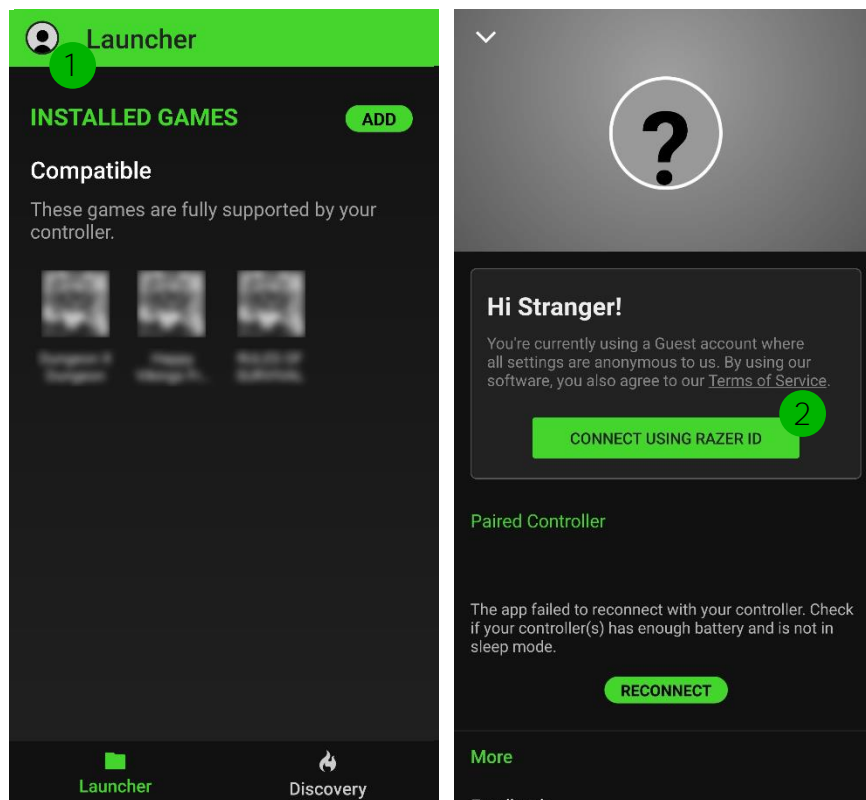 Launcher
1
INSTALLED GAMES
ADD
Compatible
These games are fully supported by your
controller.
Launcher
Discovery
?
Hi Stranger!
You're currently using a Guest account where
all settings are anonymous to us. By using our
software, you also agree to our Terms of Service.
2
CONNECT USING RAZER ID
Paired Controller
The app failed to reconnect with your controller. Check
if your controller(s) has enough battery and is not in
sleep mode.
RECONNECT
More